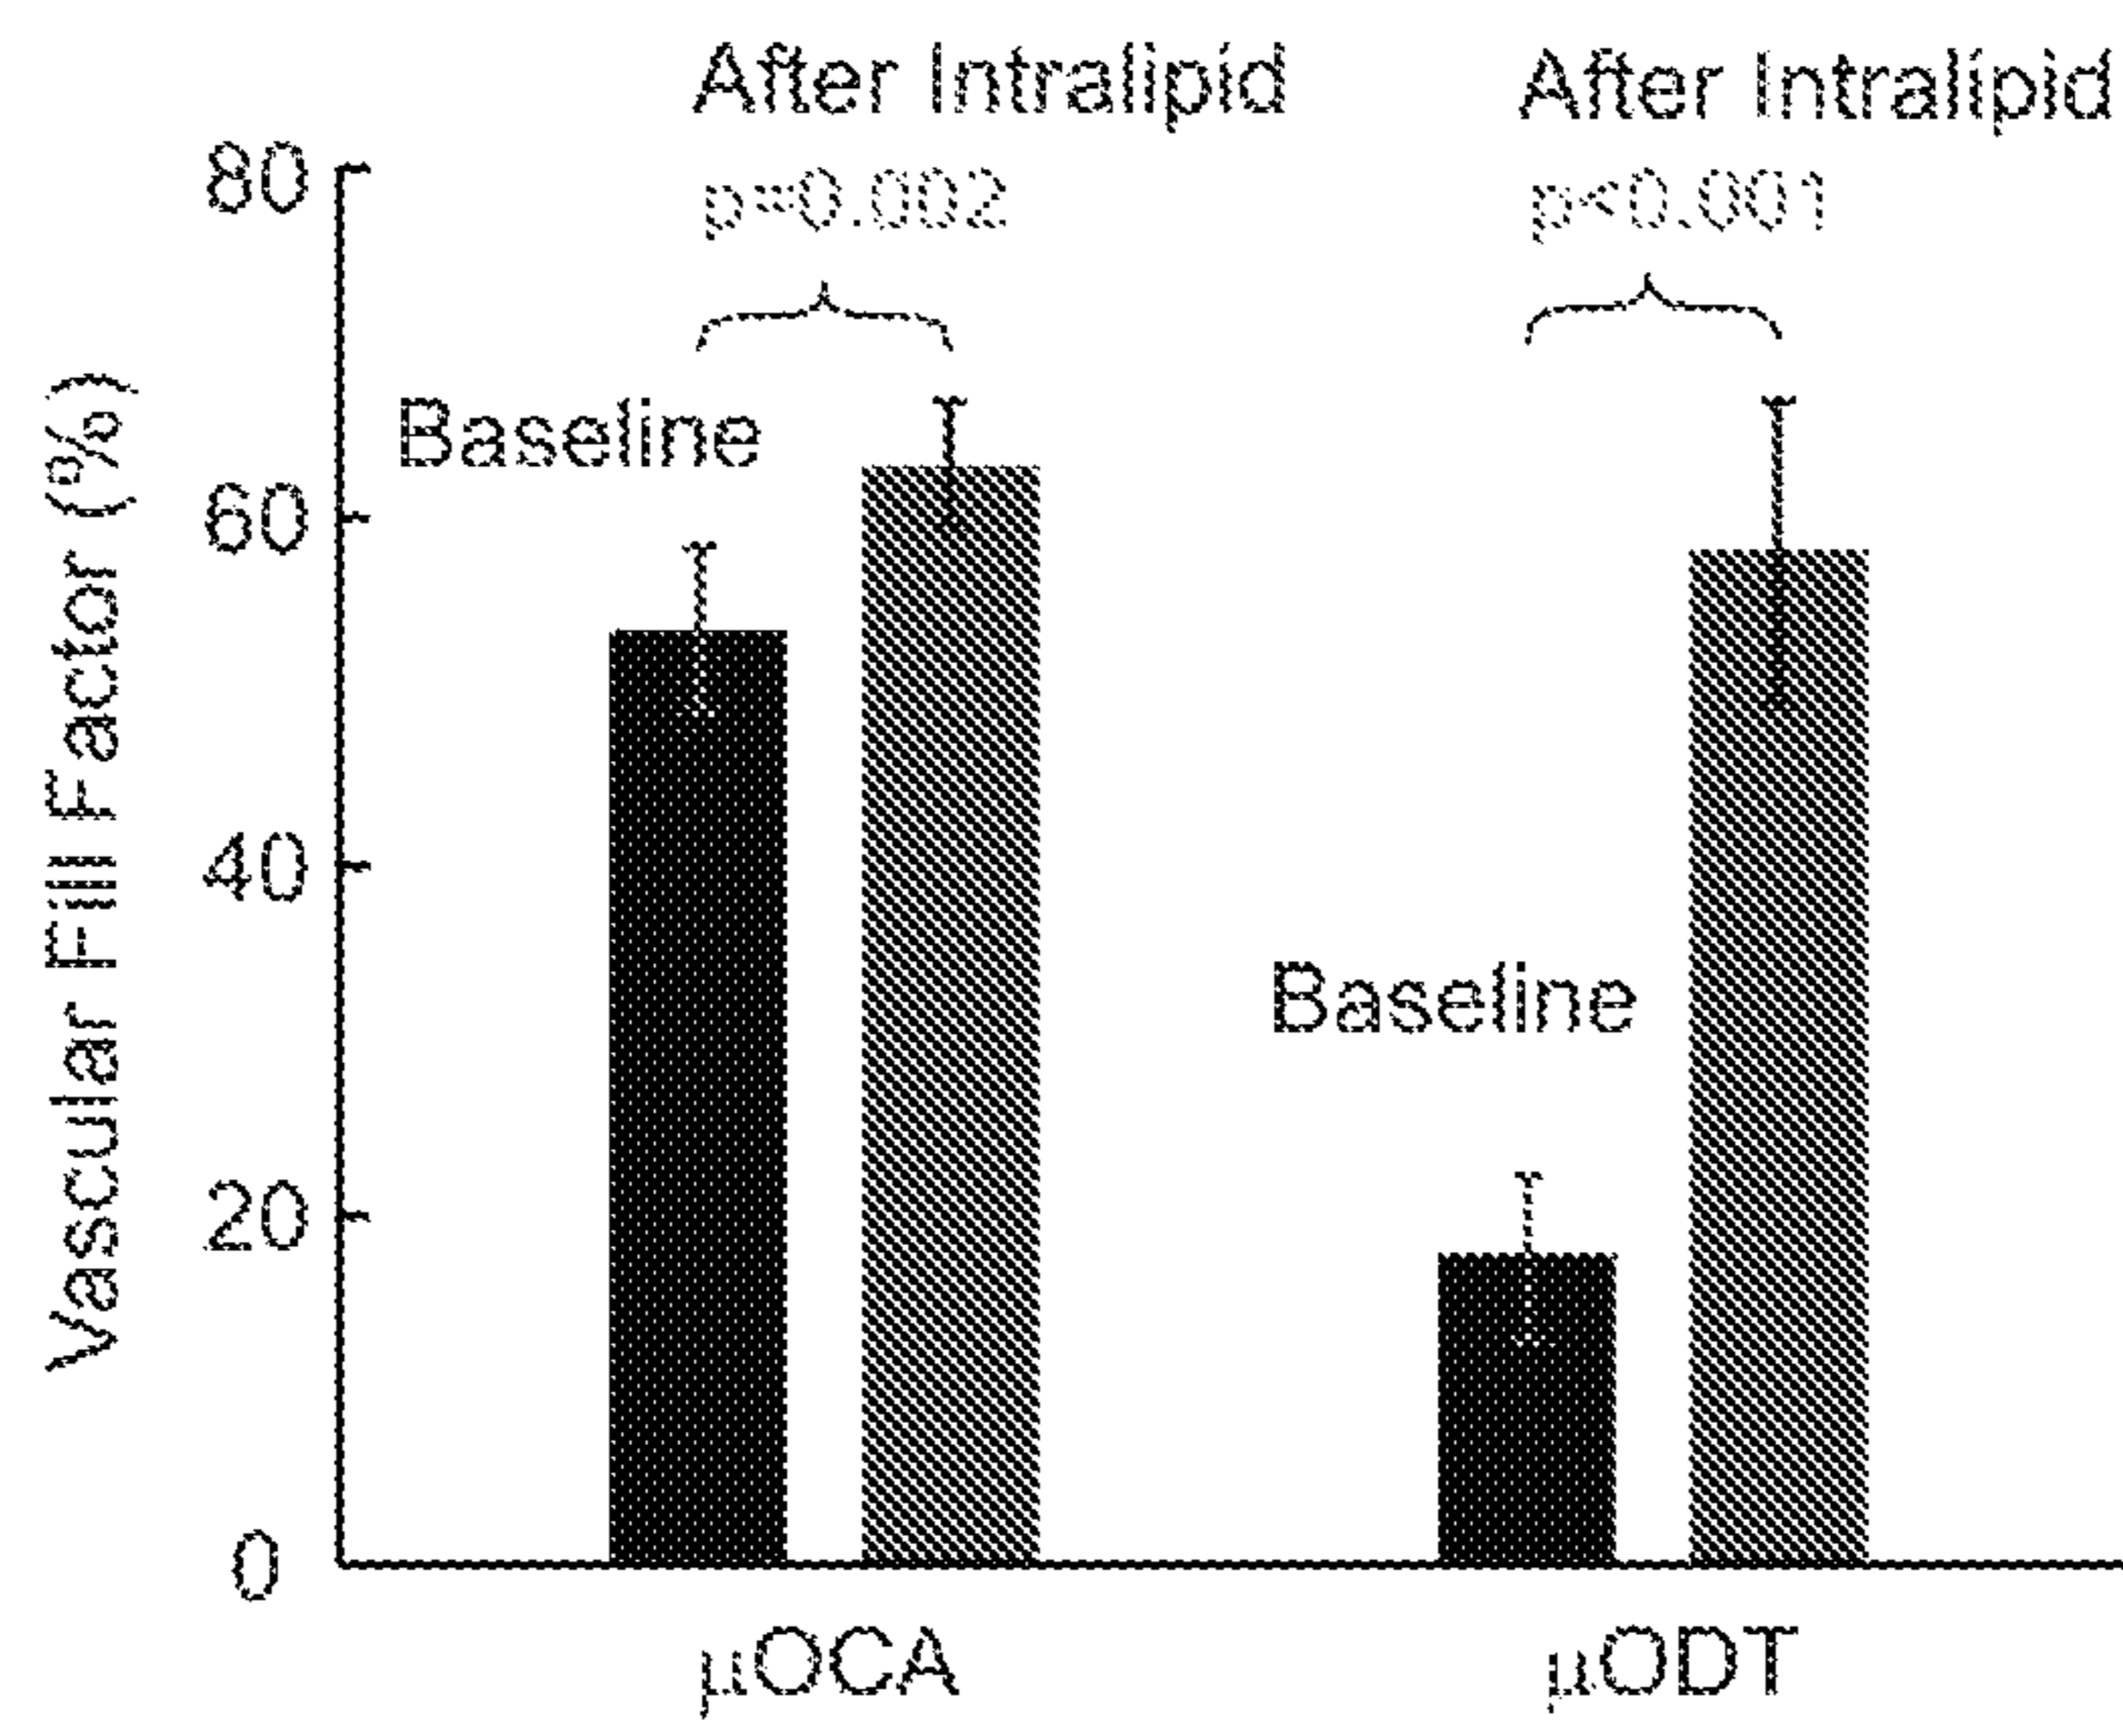 After Intralipid
After Intralipid
p=0.002
p<0.001
80
60
40
20
0
Vascular Fill Factor (%)
Baseline
Baseline
μOCA
μODT